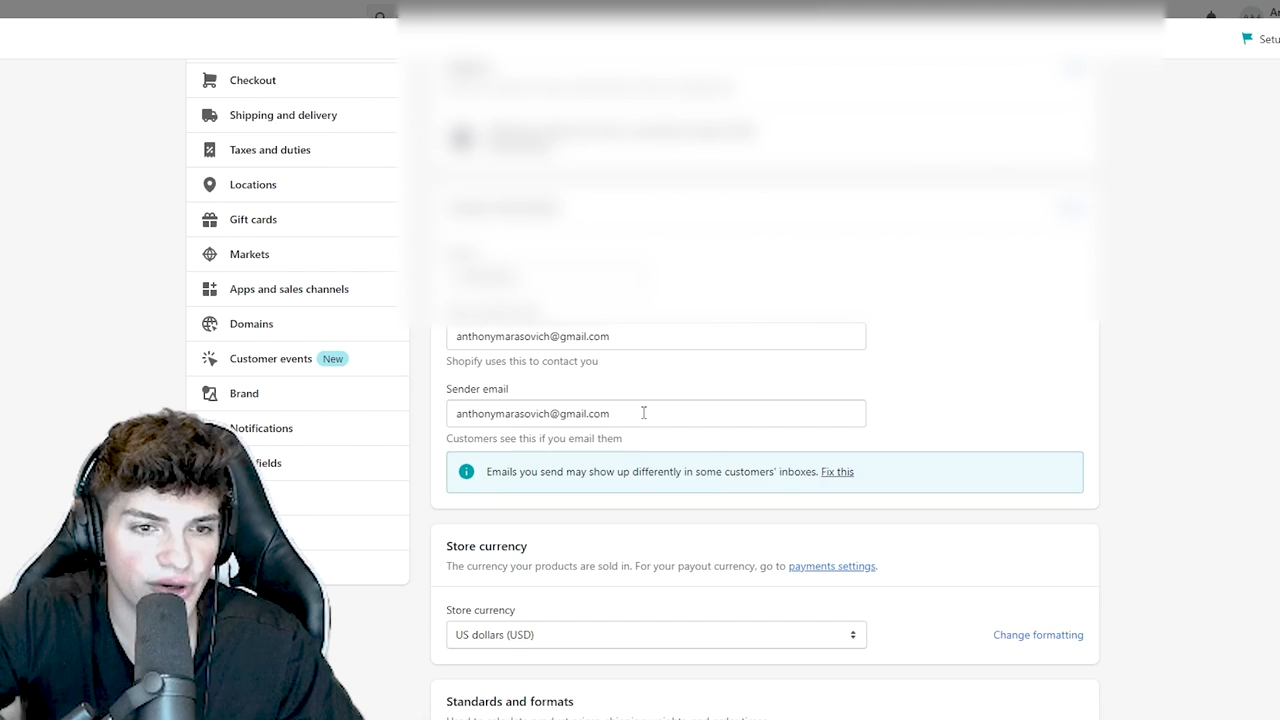 Ar
Setu
Checkout
Shipping and delivery
Taxes and duties
Locations
Gift cards
Markets
Apps and sales channels
Domains
Customer events New
Brand
Notifications
fields
anthonymarasovich@gmail.com
Shopify uses this to contact you
Sender email
anthonymarasovich@gmail.com
Customers see this if you email them
Emails you send may show up differently in some customers' inboxes. Fix this
Store currency
The currency your products are sold in. For your payout currency, go to payments settings.
Store currency
US dollars (USD)
Change formatting
Standards and formats